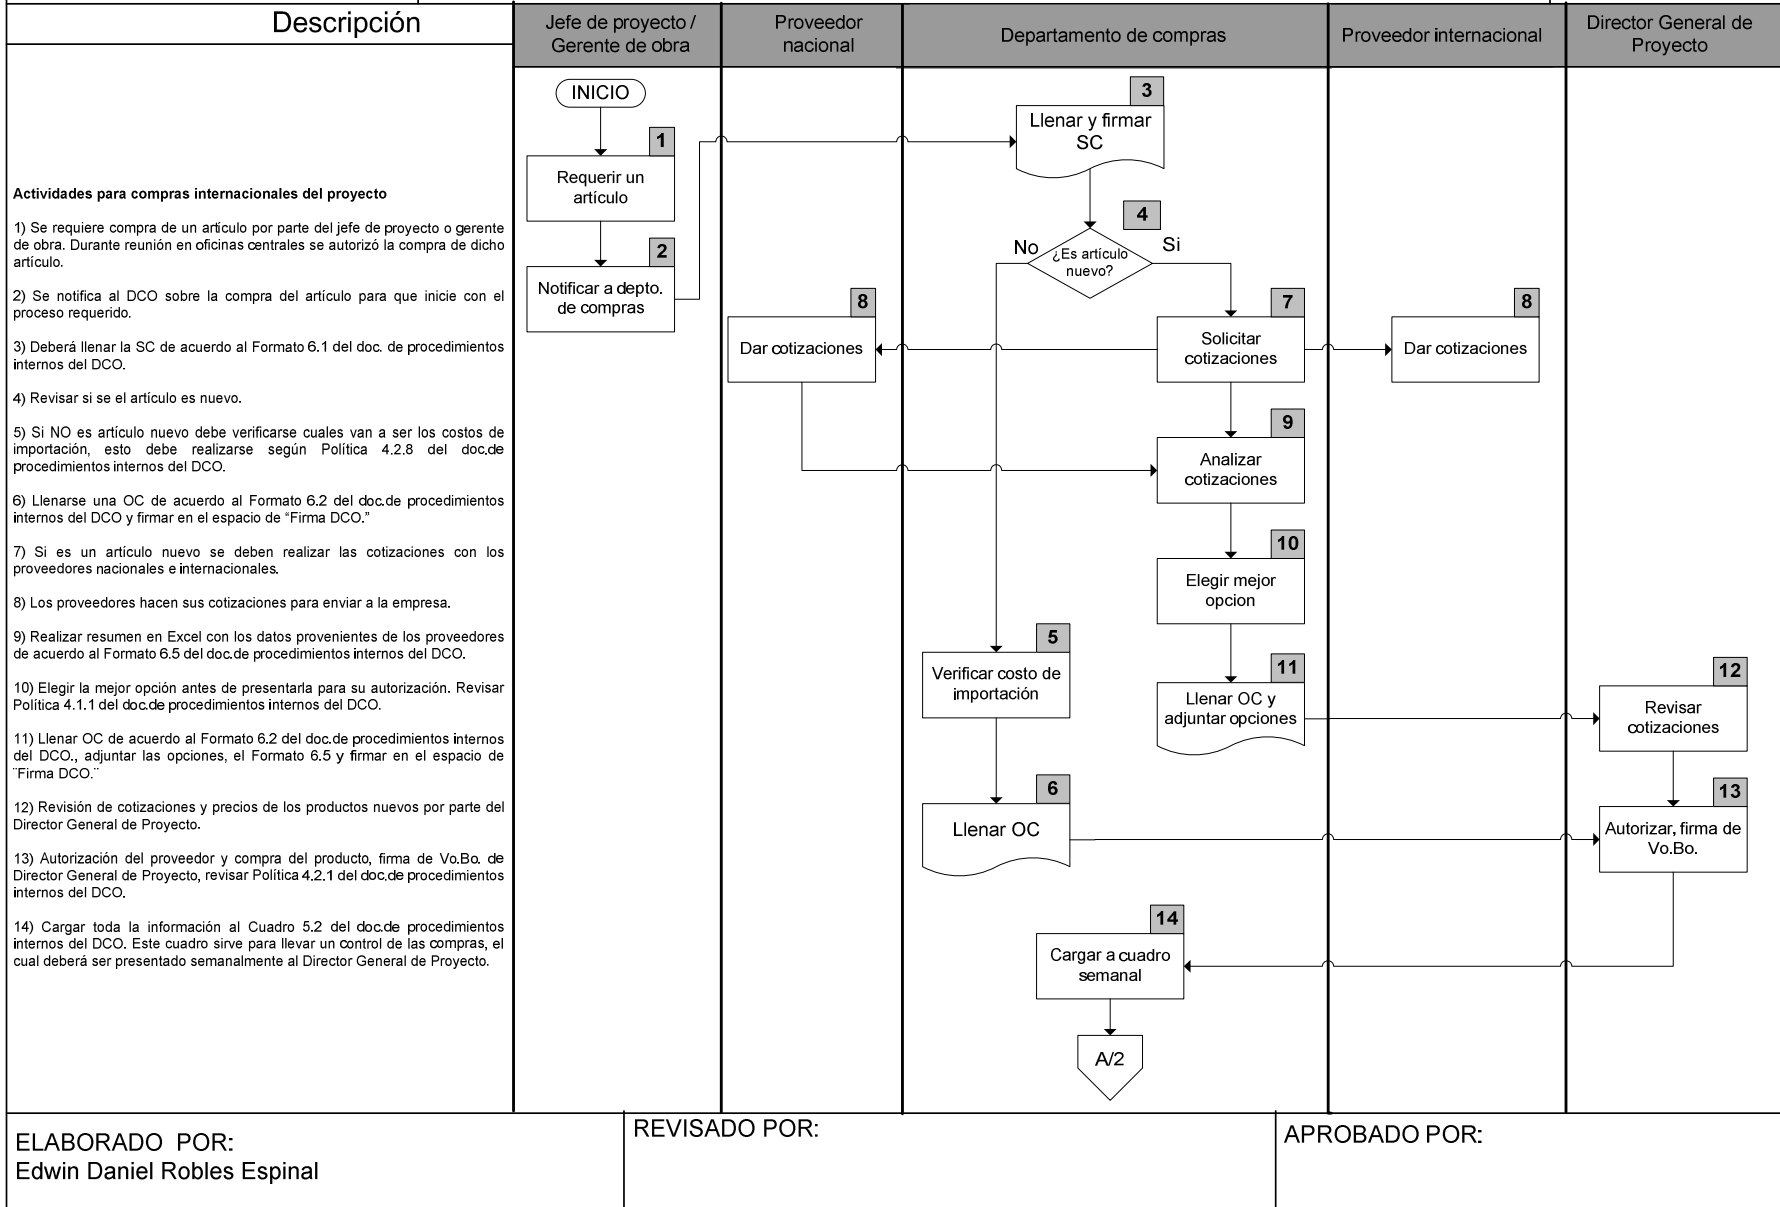 Descripción
Jefe de proyecto /
Gerente de obra
Proveedor
nacional
Departamento de compras
Proveedor internacional
Director General de
Proyecto
Actividades para compras internacionales del proyecto
1) Se requiere compra de un artículo por parte del jefe de proyecto o gerente
de obra. Durante reunión en oficinas centrales se autorizó la compra de dicho
artículo.
2) Se notifica al DCO sobre la compra del artículo para que inicie con el
proceso requerido.
3) Deberá llenar la SC de acuerdo al Formato 6.1 del doc. de procedimientos
internos del DCO.
4) Revisar si se el artículo es nuevo.
5) Si NO es artículo nuevo debe verificarse cuales van a ser los costos de
importación, esto debe realizarse según Política 4.2.8 del doc.de
procedimientos internos del DCO.
6) Llenarse una OC de acuerdo al Formato 6.2 del doc.de procedimientos
internos del DCO y firmar en el espacio de “Firma DCO.”
7) Si es un artículo nuevo se deben realizar las cotizaciones con los
proveedores nacionales e internacionales.
8) Los proveedores hacen sus cotizaciones para enviar a la empresa.
9) Realizar resumen en Excel con los datos provenientes de los proveedores
de acuerdo al Formato 6.5 del doc.de procedimientos internos del DCO.
10) Elegir la mejor opción antes de presentarla para su autorización. Revisar
Política 4.1.1 del doc.de procedimientos internos del DCO.
11) Llenar OC de acuerdo al Formato 6.2 del doc.de procedimientos internos
del DCO., adjuntar las opciones, el Formato 6.5 y firmar en el espacio de
¨Firma DCO.¨
12) Revisión de cotizaciones y precios de los productos nuevos por parte del
Director General de Proyecto.
13) Autorización del proveedor y compra del producto, firma de Vo.Bo. de
Director General de Proyecto, revisar Política 4.2.1 del doc.de procedimientos
internos del DCO.
14) Cargar toda la información al Cuadro 5.2 del doc.de procedimientos
internos del DCO. Este cuadro sirve para llevar un control de las compras, el
cual deberá ser presentado semanalmente al Director General de Proyecto.
INICIO
1
Requerir un
artículo
2
Notificar a depto.
de compras
3
Llenar y firmar
SC
4
¿Es artículo
nuevo?
No
Si
8
Dar cotizaciones
7
Solicitar
cotizaciones
8
Dar cotizaciones
9
Analizar
cotizaciones
10
Elegir mejor
opcion
5
Verificar costo de
importación
11
Llenar OC y
adjuntar opciones
12
Revisar
cotizaciones
6
Llenar OC
13
Autorizar, firma de
Vo.Bo.
14
Cargar a cuadro
semanal
A/2
ELABORADO POR:
Edwin Daniel Robles Espinal
REVISADO POR:
APROBADO POR: